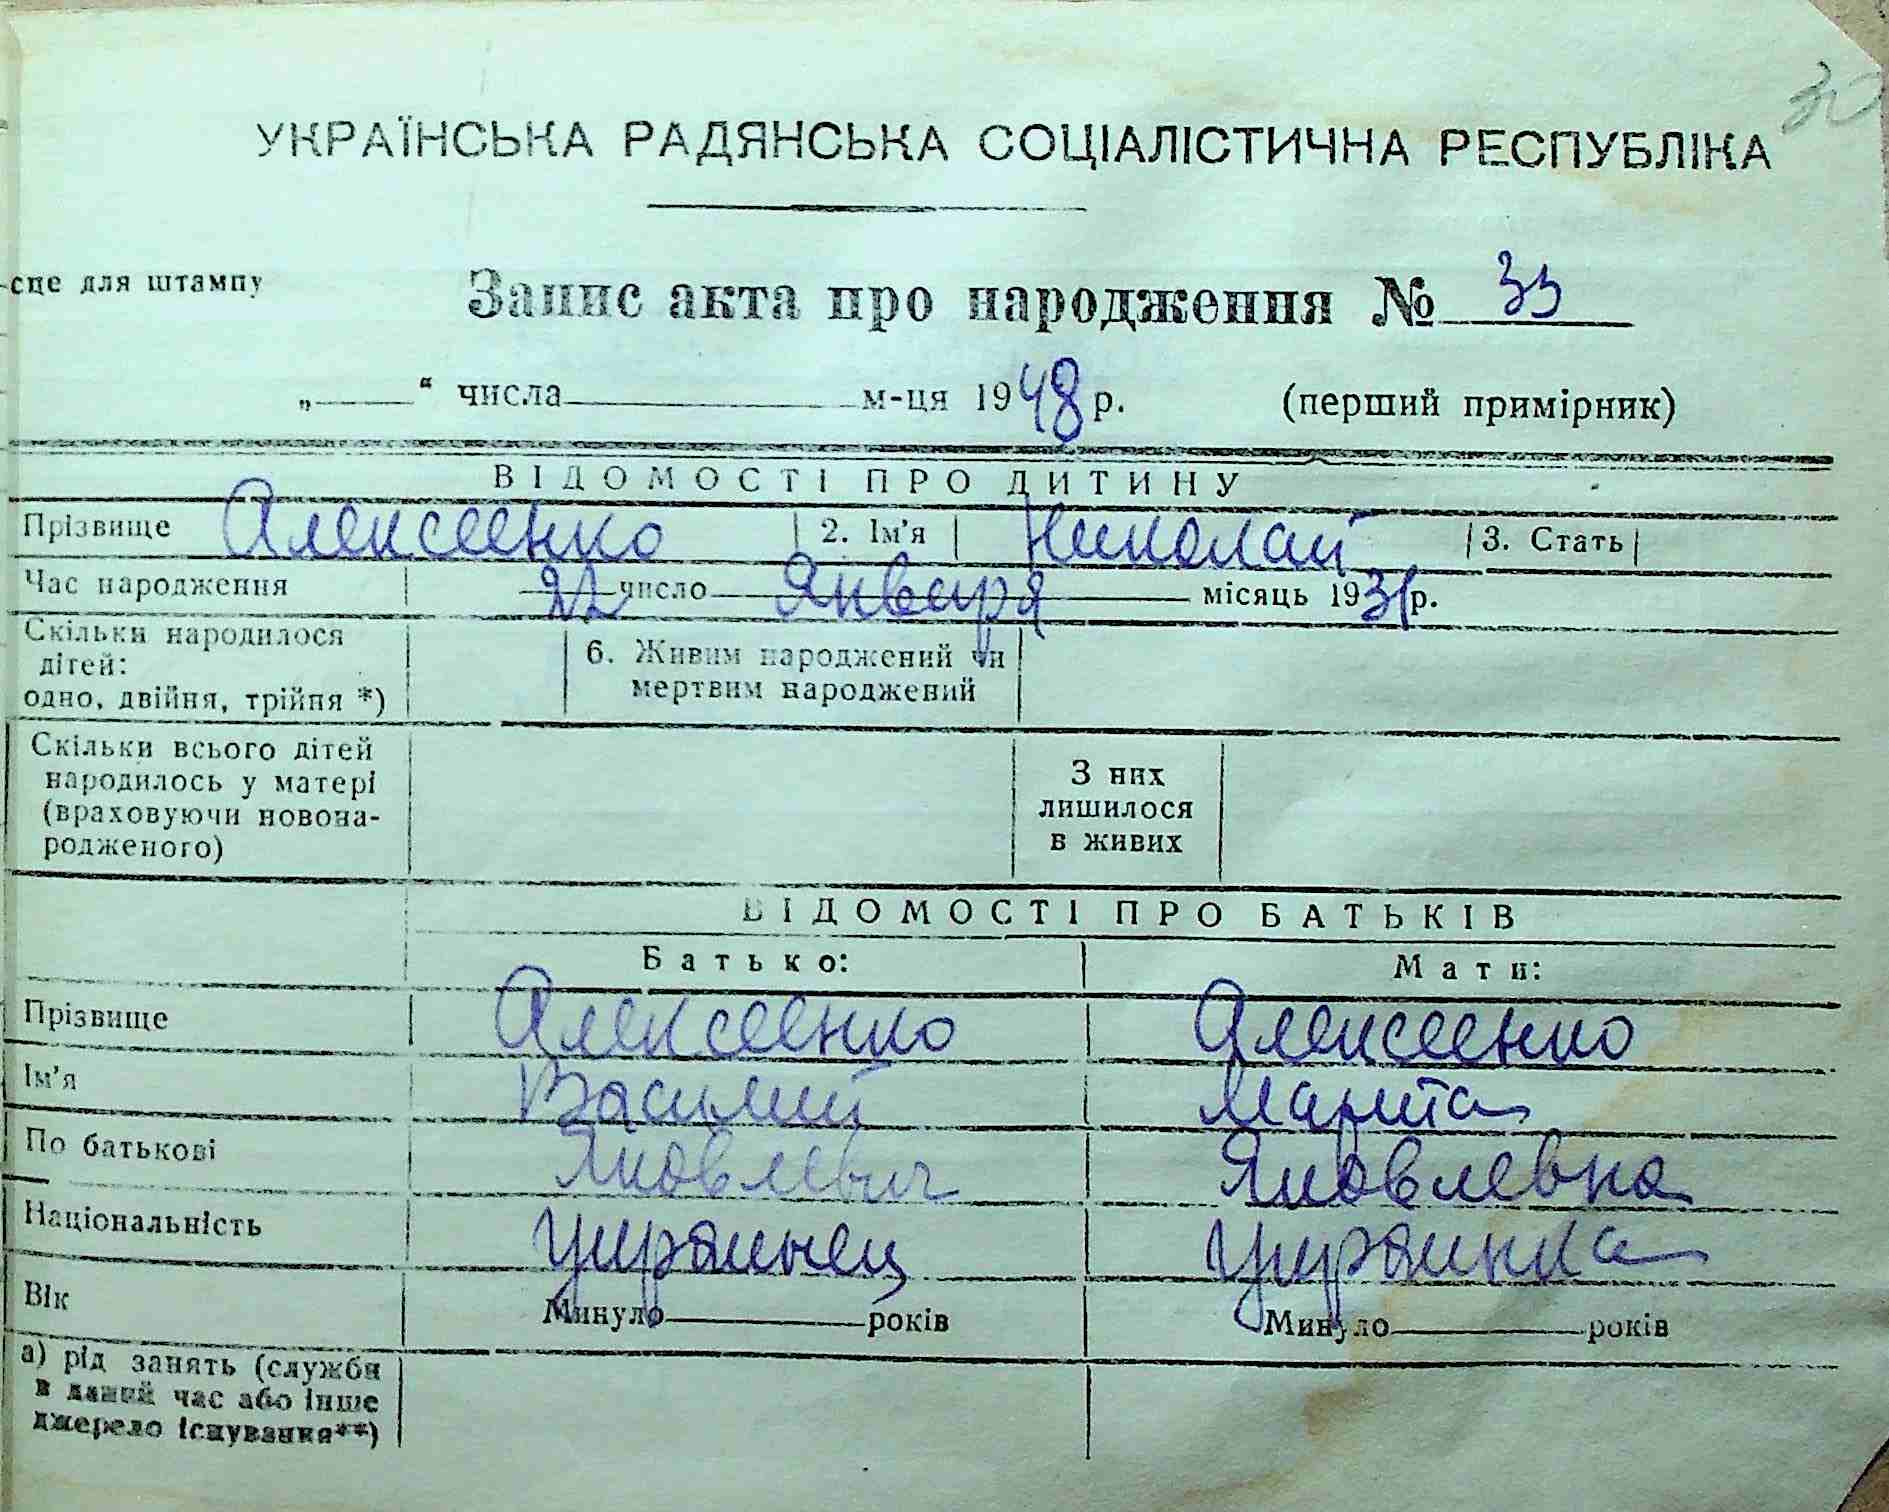 30
УКРАЇНСЬКА РАДЯНСЬКА СОЦІАЛІСТИЧНА РЕСПУБЛІКА
сце для штампу
Запис акта про народження № 33
„ “ числа м-ця 1948 р. (перший примірник)
ВІДОМОСТІ ПРО ДИТИНУ
Прізвище Алексеенко 2. Ім'я Николай 3. Стать
Час народження 22 число Января місяць 1931 р.
Скільки народилося
дітей:
одно, двійня, трійня *)
6. Живим народжений чи
мертвим народжений
Скільки всього дітей
народилось у матері
(враховуючи новона-
родженого)
З них
лишилося
в живих
ВІДОМОСТІ ПРО БАТЬКІВ
Батько: Мати:
Прізвище Алексеенко Алексеенко
Ім'я Василий
По батькові Яковлевич Яковлевна
Національність украинец украинка
Вік Минуло років Минуло років
а) рід занять (служби
в даний час або інше
джерело існування**)